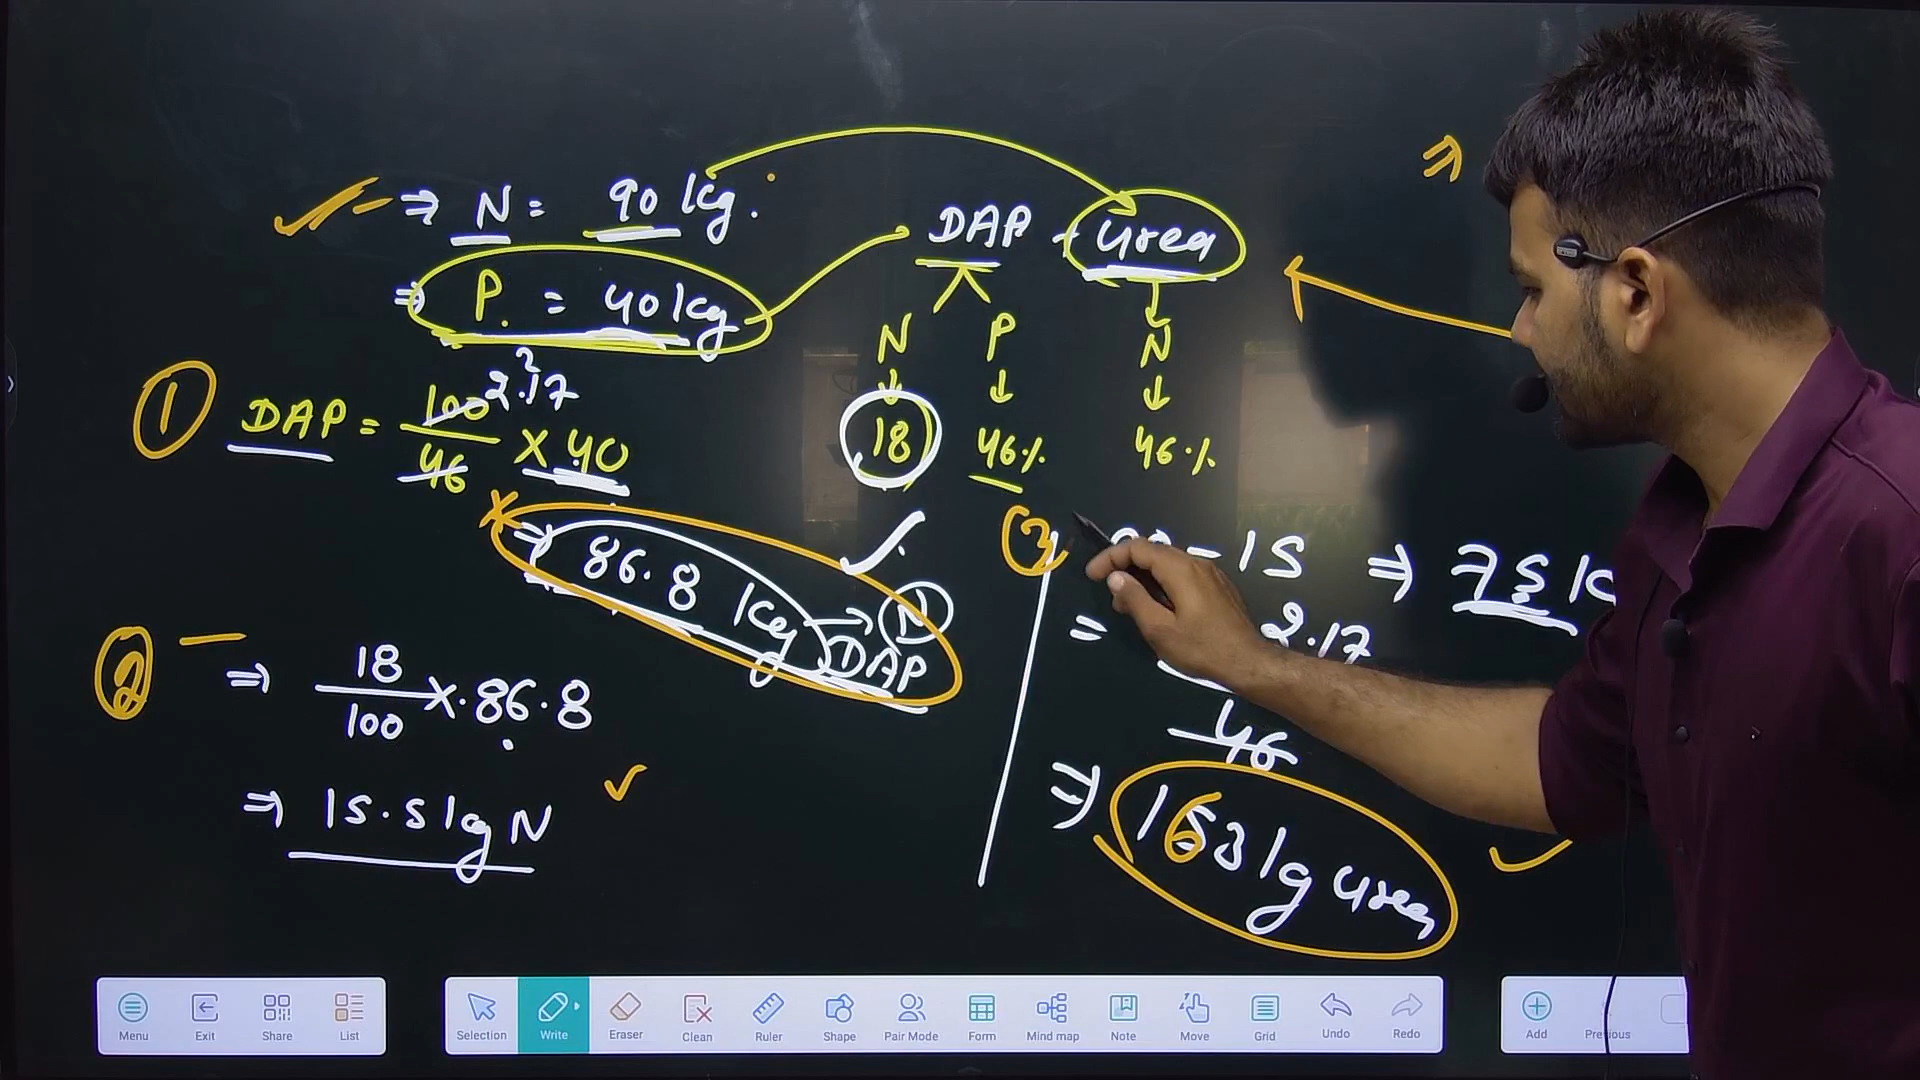 ⇒ N = 90 kg.
⇒ P. = 40 kg
DAP - Urea
N P N
18 46% 46%
① DAP = 100/46 × 40
2.17
⇒ 86.8 kg → N
DAP
② ⇒ 18/100 × 86.8
⇒ 15.5 kg N
③ - 15 ⇒ 75 K
= 2.17
46
⇒ 163 kg Urea
Menu Exit Share List
Selection Write Eraser Clean Ruler Shape Pair Mode Form Mind map Note Move Grid Undo Redo
Add Previous